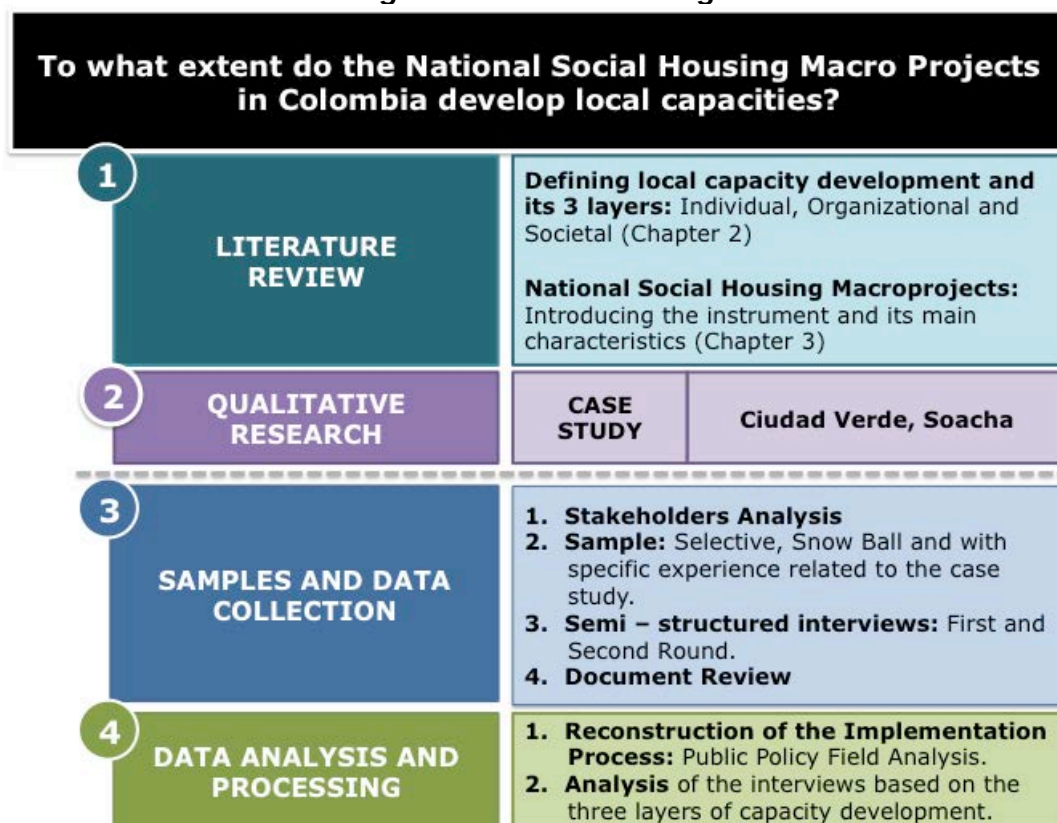 To what extent do the National Social Housing Macro Projects
in Colombia develop local capacities?
1
LITERATURE
REVIEW
Defining local capacity development and
its 3 layers: Individual, Organizational and
Societal (Chapter 2)
National Social Housing Macroprojects:
Introducing the instrument and its main
characteristics (Chapter 3)
2
QUALITATIVE
RESEARCH
CASE
STUDY
Ciudad Verde, Soacha
3
SAMPLES AND DATA
COLLECTION
1. Stakeholders Analysis
2. Sample: Selective, Snow Ball and with
specific experience related to the case
study.
3. Semi – structured interviews: First and
Second Round.
4. Document Review
4
DATA ANALYSIS AND
PROCESSING
1. Reconstruction of the Implementation
Process: Public Policy Field Analysis.
2. Analysis of the interviews based on the
three layers of capacity development.